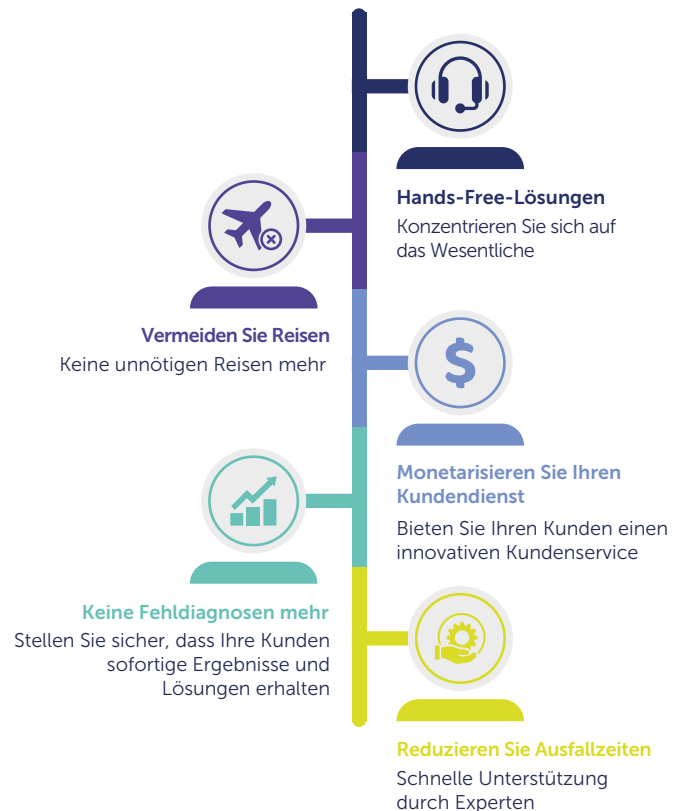 Hands-Free-Lösungen
Konzentrieren Sie sich auf
das Wesentliche
Vermeiden Sie Reisen
Keine unnötigen Reisen mehr
Monetarisieren Sie Ihren
Kundendienst
Bieten Sie Ihren Kunden einen
innovativen Kundenservice
Keine Fehldiagnosen mehr
Stellen Sie sicher, dass Ihre Kunden
sofortige Ergebnisse und
Lösungen erhalten
Reduzieren Sie Ausfallzeiten
Schnelle Unterstützung
durch Experten